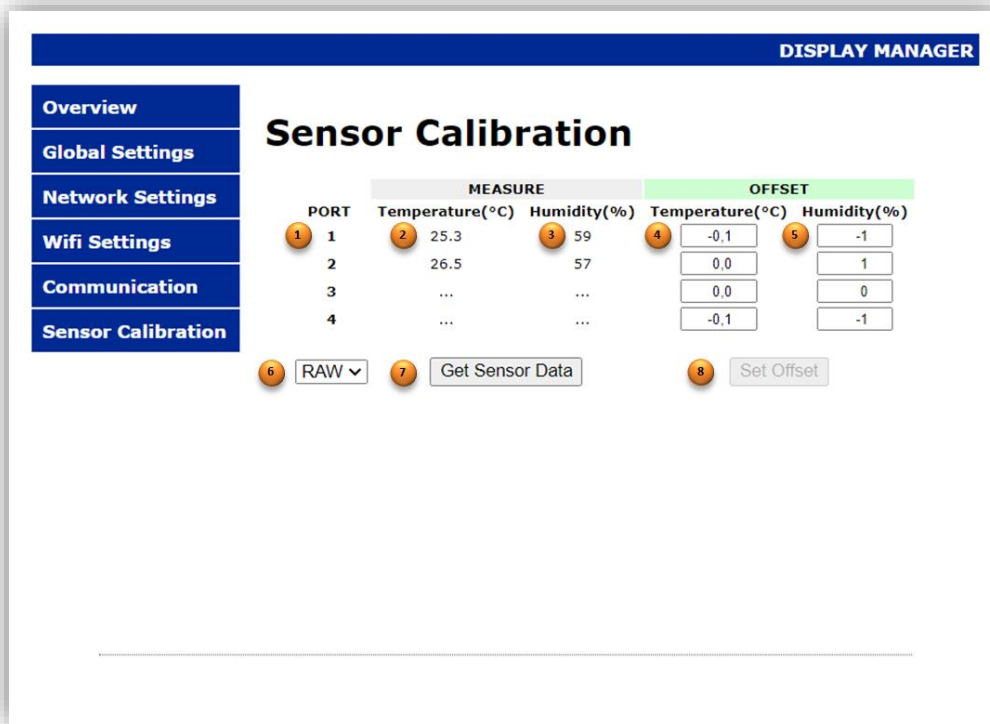 DISPLAY MANAGER
Overview
Global Settings
Network Settings
Wifi Settings
Communication
Sensor Calibration
Sensor Calibration
MEASURE OFFSET
PORT Temperature(°C) Humidity(%) Temperature(°C) Humidity(%)
1 1 2 25.3 3 59 4 -0,1 5 -1
2 26.5 57 0,0 1
3 ... ... 0,0 0
4 ... ... -0,1 -1
6 RAW 7 Get Sensor Data 8 Set Offset